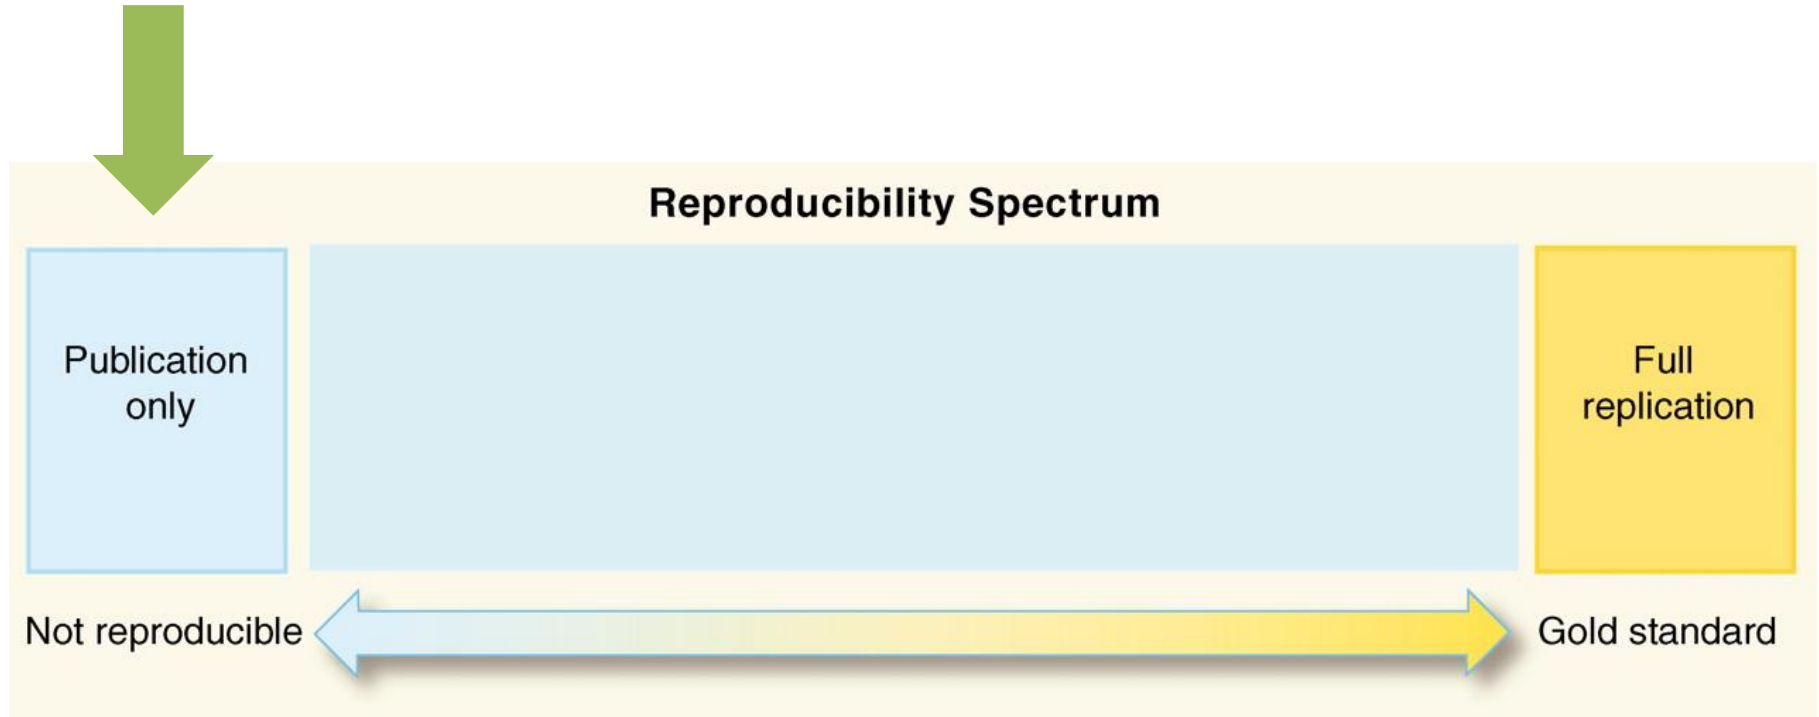 Reproducibility Spectrum
Publication
only
Full
replication
Not reproducible
Gold standard